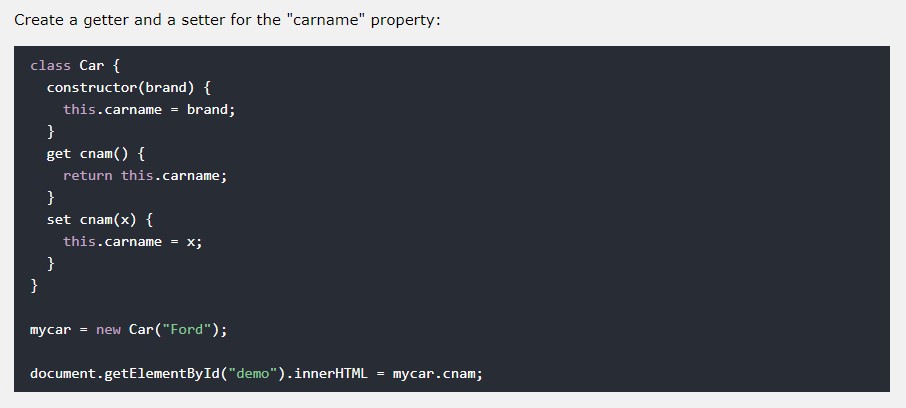 Create a getter and a setter for the "carname" property:
class Car {
  constructor(brand) {
    this.carname = brand;
  }
  get cnam() {
    return this.carname;
  }
  set cnam(x) {
    this.carname = x;
  }
}
mycar = new Car("Ford");
document.getElementById("demo").innerHTML = mycar.cnam;